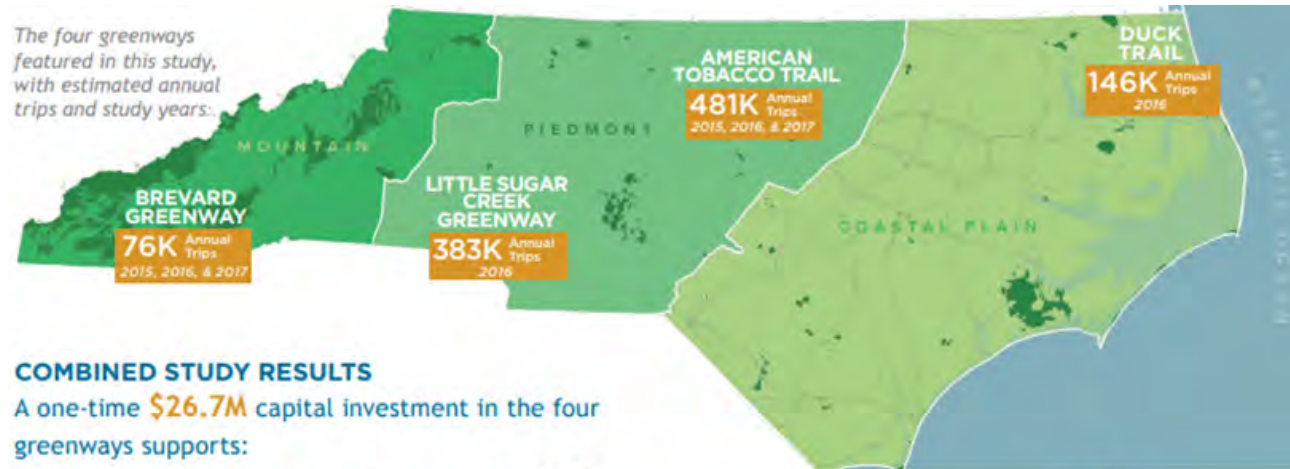 The four greenways
featured in this study,
with estimated annual
trips and study years:
MOUNTAIN
BREVARD
GREENWAY
76K Annual Trips
2015, 2016, & 2017
PIEDMONT
LITTLE SUGAR
CREEK
GREENWAY
383K Annual Trips
2016
AMERICAN
TOBACCO TRAIL
481K Annual Trips
2015, 2016, & 2017
COASTAL PLAIN
DUCK
TRAIL
146K Annual Trips
2016
COMBINED STUDY RESULTS
A one-time $26.7M capital investment in the four
greenways supports: